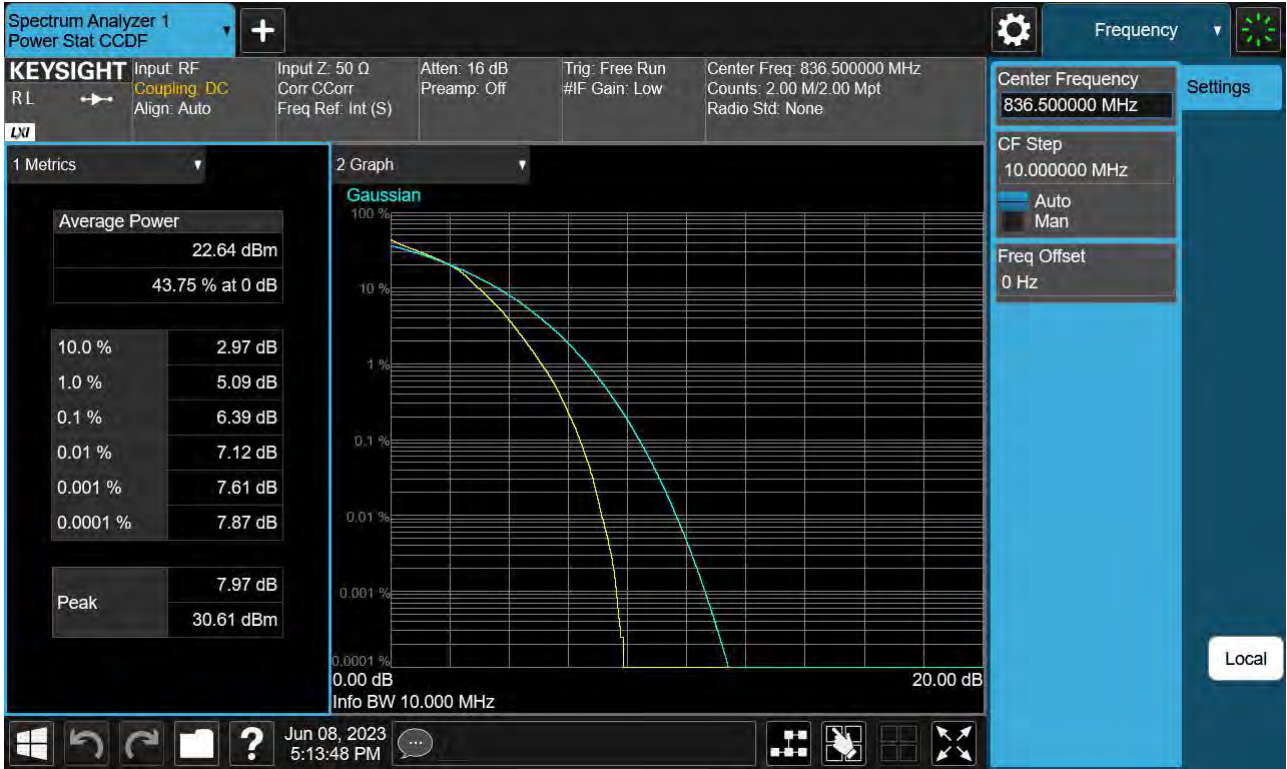 Spectrum Analyzer 1
Power Stat CCDF
Frequency
KEYSIGHT
R L
LXI
Input: RF
Coupling: DC
Align: Auto
Input Z: 50 Ω
Corr CCorr
Freq Ref: Int (S)
Atten: 16 dB
Preamp: Off
Trig: Free Run
#IF Gain: Low
Center Freq: 836.500000 MHz
Counts: 2.00 M/2.00 Mpt
Radio Std: None
Center Frequency
836.500000 MHz
Settings
CF Step
10.000000 MHz
Auto
Man
Freq Offset
0 Hz
Local
1 Metrics
Average Power
22.64 dBm
43.75 % at 0 dB
10.0 % 2.97 dB
1.0 % 5.09 dB
0.1 % 6.39 dB
0.01 % 7.12 dB
0.001 % 7.61 dB
0.0001 % 7.87 dB
Peak
7.97 dB
30.61 dBm
2 Graph
Gaussian
100 %
10 %
1 %
0.1 %
0.01 %
0.001 %
0.0001 %
0.00 dB 20.00 dB
Info BW 10.000 MHz
?
Jun 08, 2023
5:13:48 PM